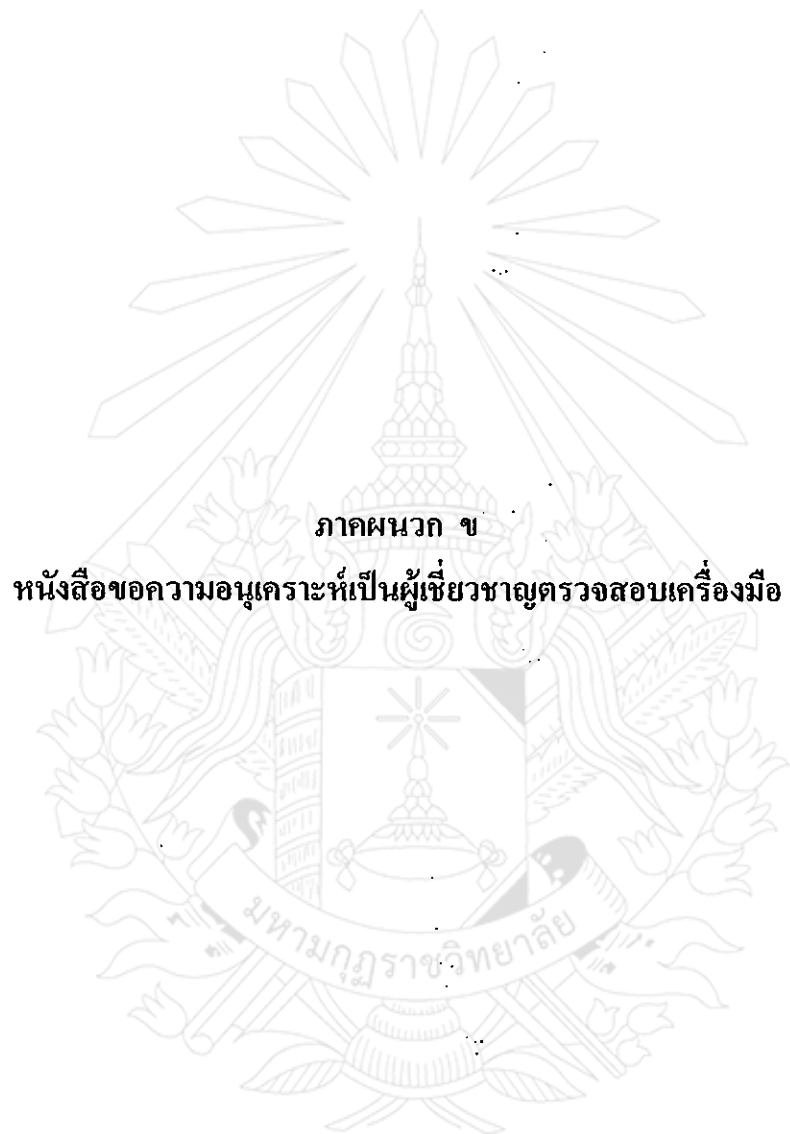 ภาคผนวก ข
หนังสือขอความอนุเคราะห์เป็นผู้เชี่ยวชาญตรวจสอบเครื่องมือ
มหามกุฏราชวิทยาลัย